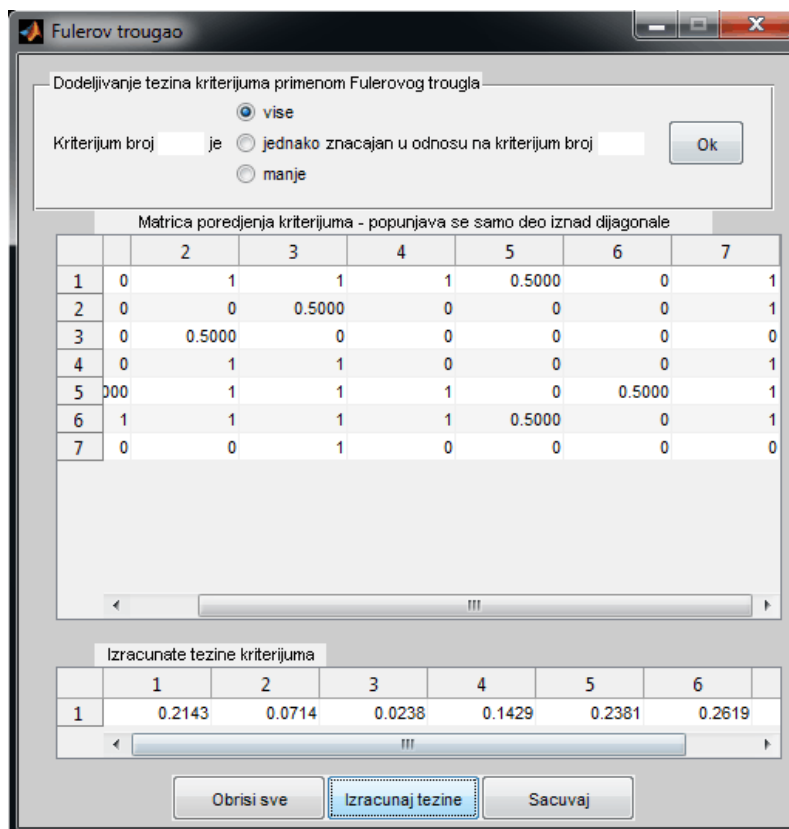 Fulerov trougao
Dodeljivanje tezina kriterijuma primenom Fulerovog trougla
vise
Kriterijum broj je jednako znacajan u odnosu na kriterijum broj Ok
manje
Matrica poredjenja kriterijuma - popunjava se samo deo iznad dijagonale
2 3 4 5 6 7
1 0 1 1 1 0.5000 0 1
2 0 0 0.5000 0 0 0 1
3 0 0.5000 0 0 0 0 0
4 0 1 1 0 0 0 1
5 000 1 1 1 0 0.5000 1
6 1 1 1 1 0.5000 0 1
7 0 0 1 0 0 0 0
Izracunate tezine kriterijuma
1 2 3 4 5 6
1 0.2143 0.0714 0.0238 0.1429 0.2381 0.2619
Obrisi sve Izracunaj tezine Sacuvaj